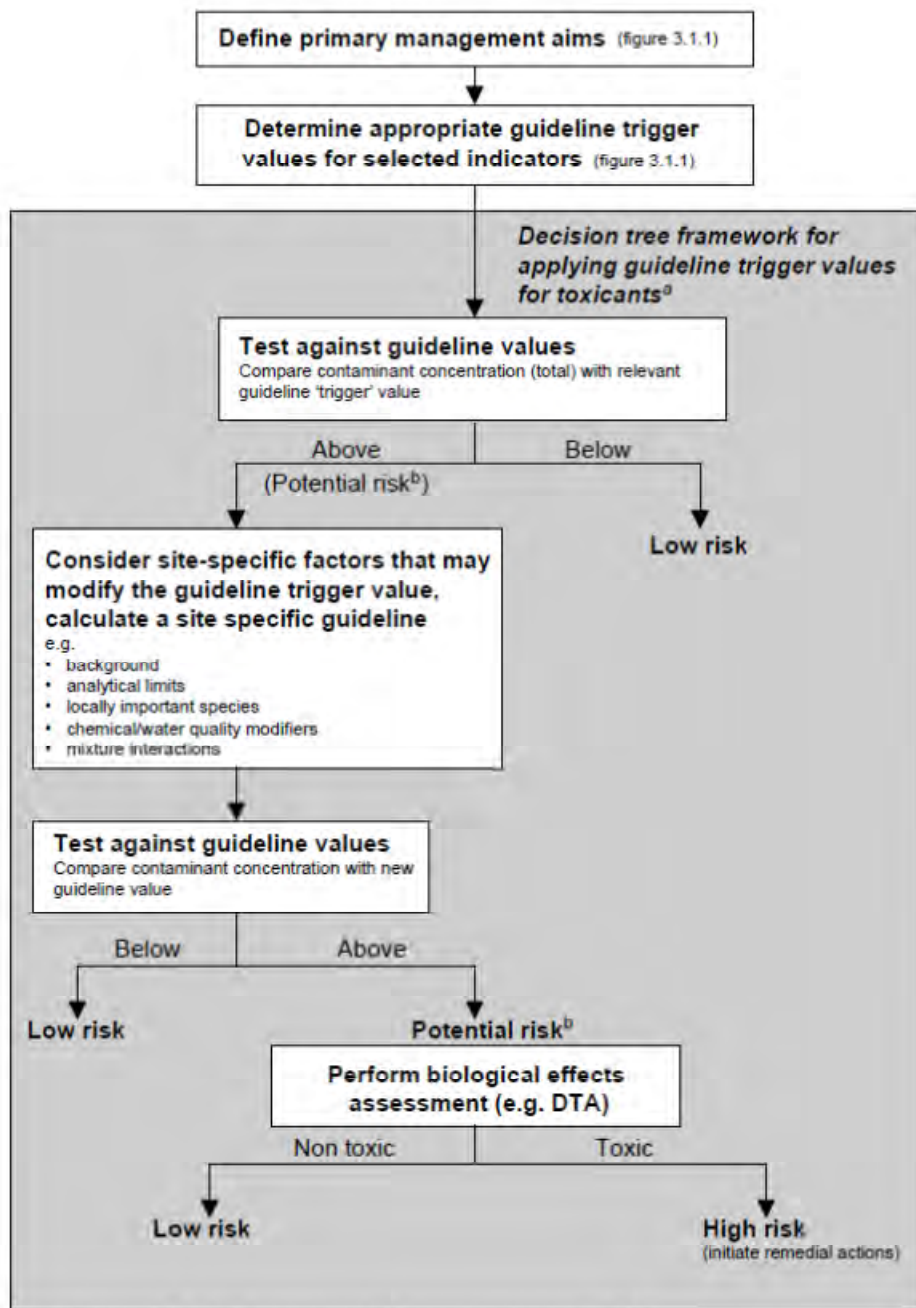 Define primary management aims (figure 3.1.1)
Determine appropriate guideline trigger
values for selected indicators (figure 3.1.1)
Decision tree framework for
applying guideline trigger values
for toxicantsᵃ
Test against guideline values
Compare contaminant concentration (total) with relevant
guideline 'trigger' value
Above
Below
(Potential riskᵇ)
Low risk
Consider site-specific factors that may
modify the guideline trigger value,
calculate a site specific guideline
e.g.
• background
• analytical limits
• locally important species
• chemical/water quality modifiers
• mixture interactions
Test against guideline values
Compare contaminant concentration with new
guideline value
Below
Above
Low risk
Potential riskᵇ
Perform biological effects
assessment (e.g. DTA)
Non toxic
Toxic
Low risk
High risk
(initiate remedial actions)